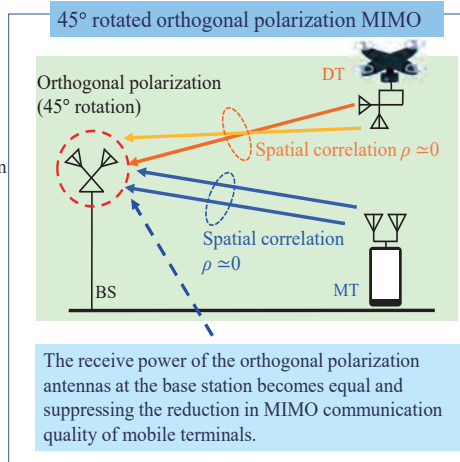 45° rotated orthogonal polarization MIMO
DT
Orthogonal polarization
(45° rotation)
n
Spatial correlation ρ ≃0
Spatial correlation
ρ ≃0
BS
MT
The receive power of the orthogonal polarization
antennas at the base station becomes equal and
suppressing the reduction in MIMO communication
quality of mobile terminals.